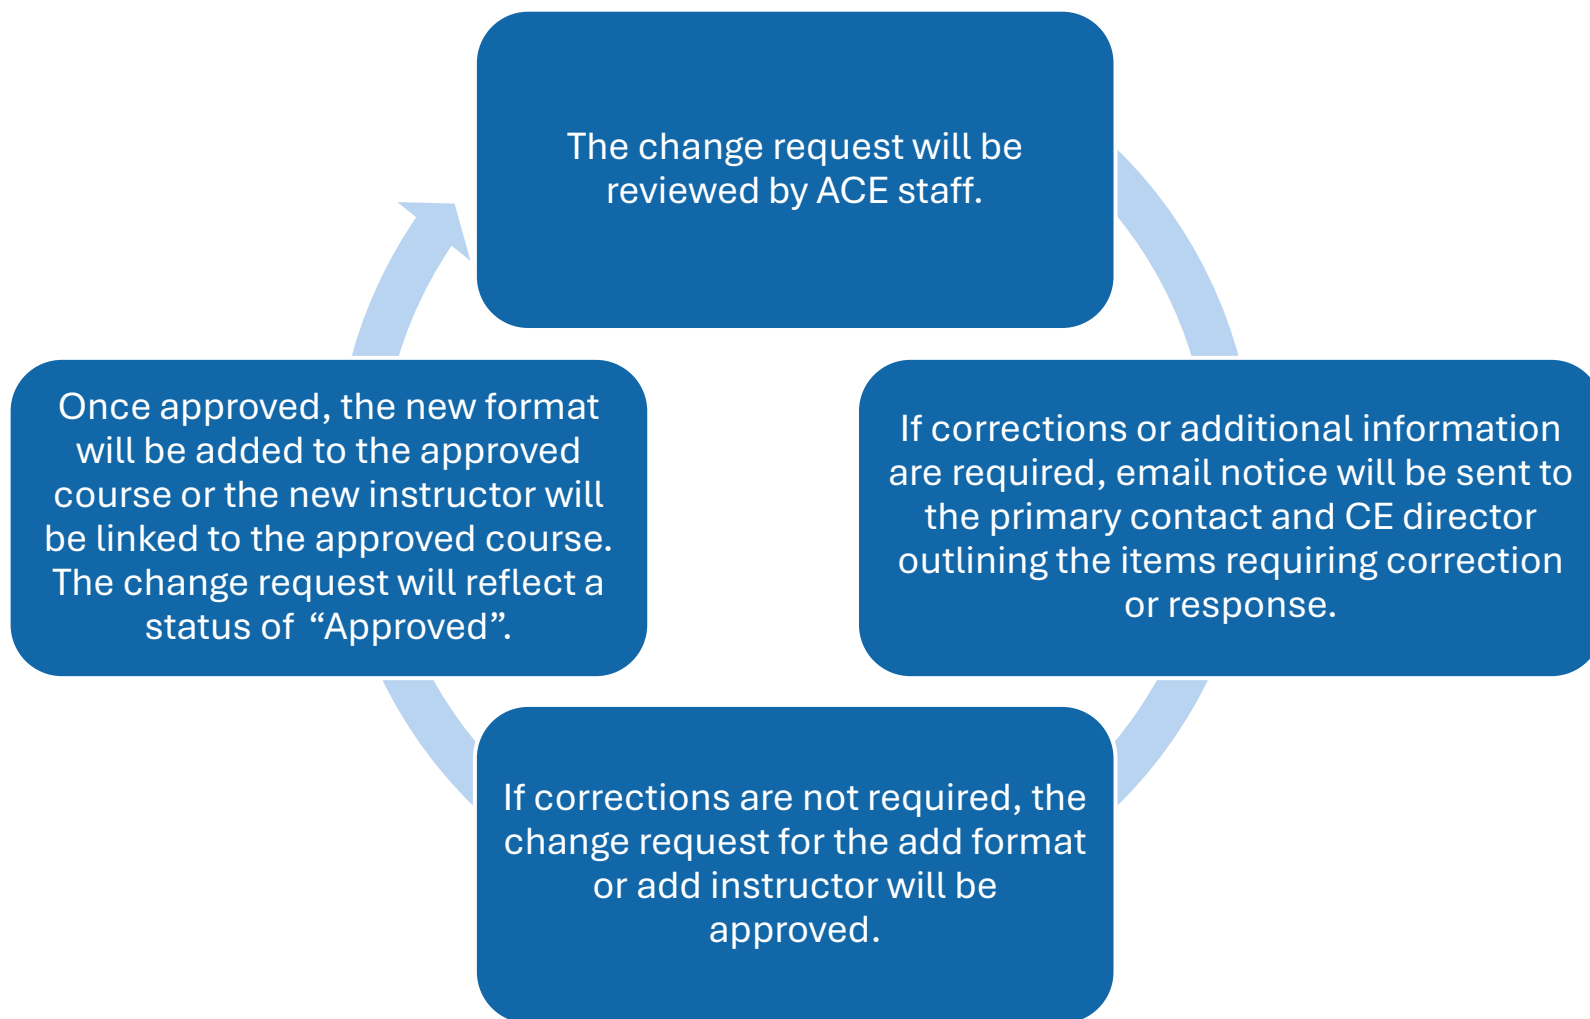 The change request will be
reviewed by ACE staff.
If corrections or additional information
are required, email notice will be sent to
the primary contact and CE director
outlining the items requiring correction
or response.
If corrections are not required, the
change request for the add format
or add instructor will be
approved.
Once approved, the new format
will be added to the approved
course or the new instructor will
be linked to the approved course.
The change request will reflect a
status of “Approved”.